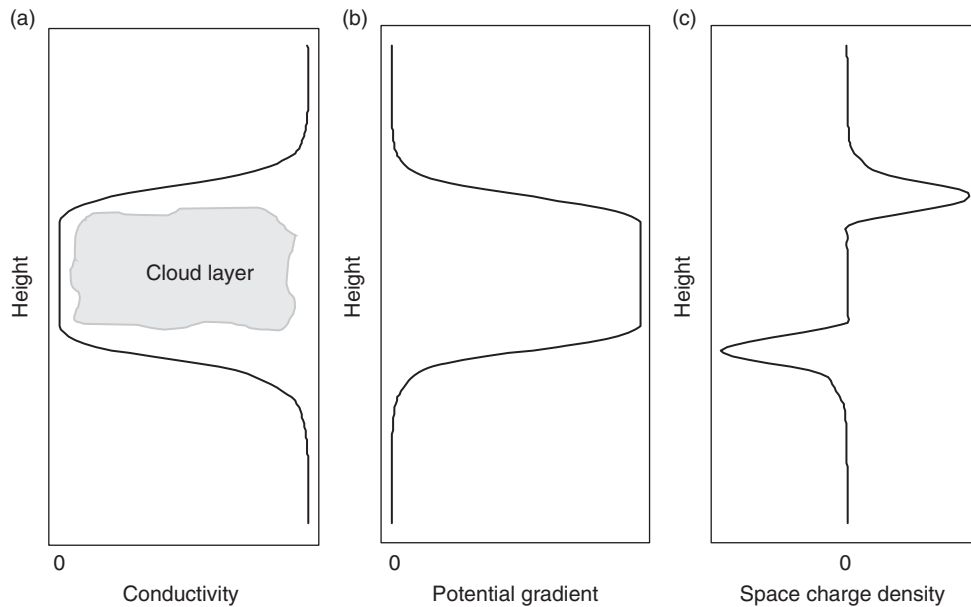 (a)
Height
Cloud layer
0
Conductivity
(b)
Height
0
Potential gradient
(c)
Height
0
Space charge density